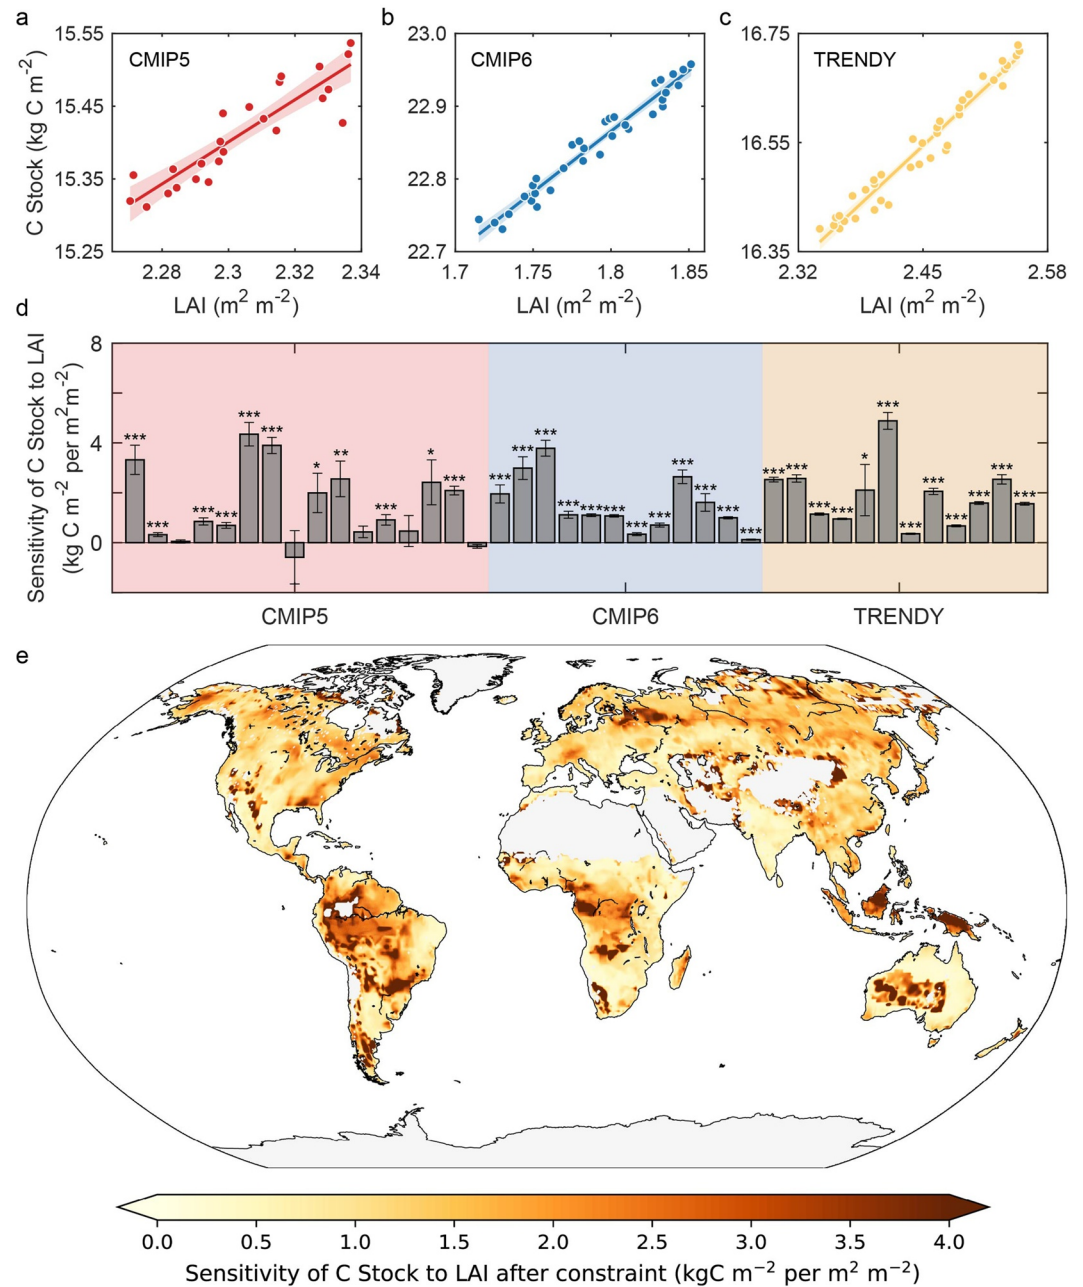 a
b
c
CMIP5
CMIP6
TRENDY
C Stock (kg C m⁻²)
15.55
15.45
15.35
15.25
23.0
22.9
22.8
22.7
16.75
16.55
16.35
2.28 2.3 2.32 2.34
1.7 1.75 1.8 1.85
2.32 2.45 2.58
LAI (m² m⁻²)
LAI (m² m⁻²)
LAI (m² m⁻²)
d
Sensitivity of C Stock to LAI
(kg C m⁻² per m²m⁻²)
8
4
0
*** *** *** *** *** *** * ** *** * ***
*** *** *** *** *** *** *** *** *** *** *** ***
*** *** *** *** * *** *** *** *** *** *** ***
CMIP5
CMIP6
TRENDY
e
0.0 0.5 1.0 1.5 2.0 2.5 3.0 3.5 4.0
Sensitivity of C Stock to LAI after constraint (kgC m⁻² per m² m⁻²)